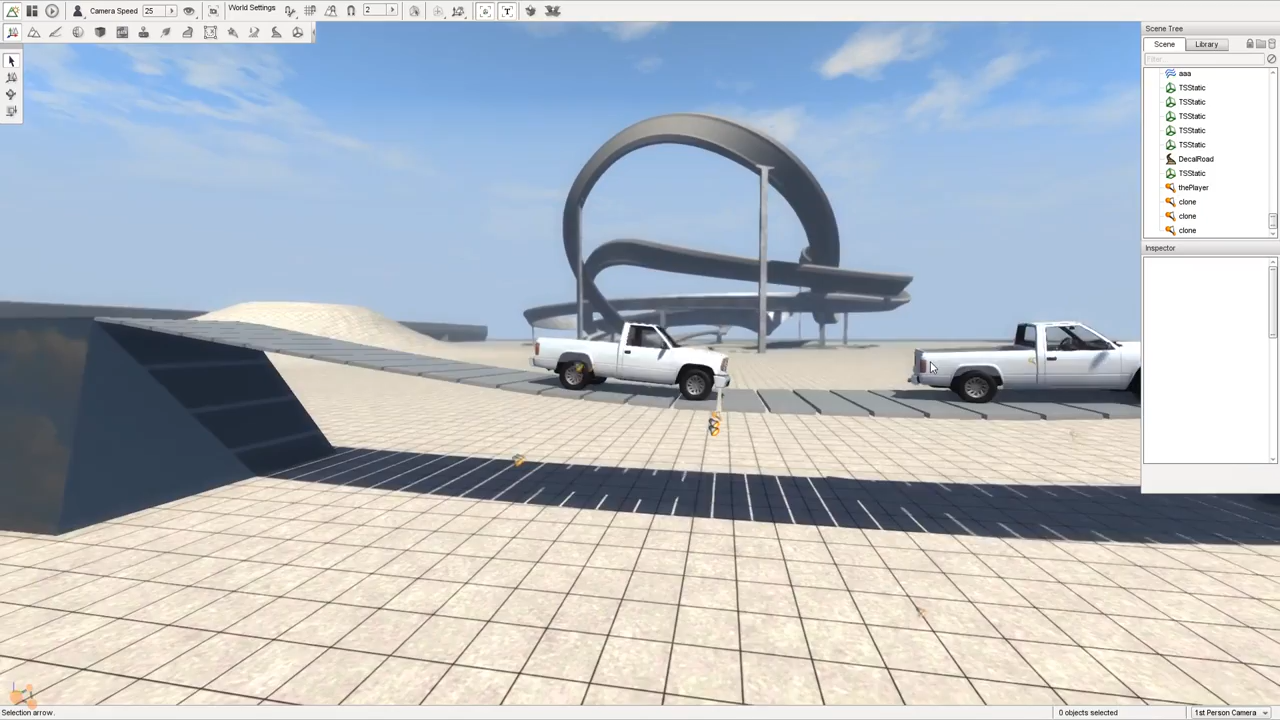 Camera Speed 25
World Settings
2
Scene Tree
Scene Library
Filter...
aaa
TSStatic
TSStatic
TSStatic
TSStatic
TSStatic
DecalRoad
TSStatic
thePlayer
clone
clone
clone
Inspector
Selection arrow.
0 objects selected
1st Person Camera